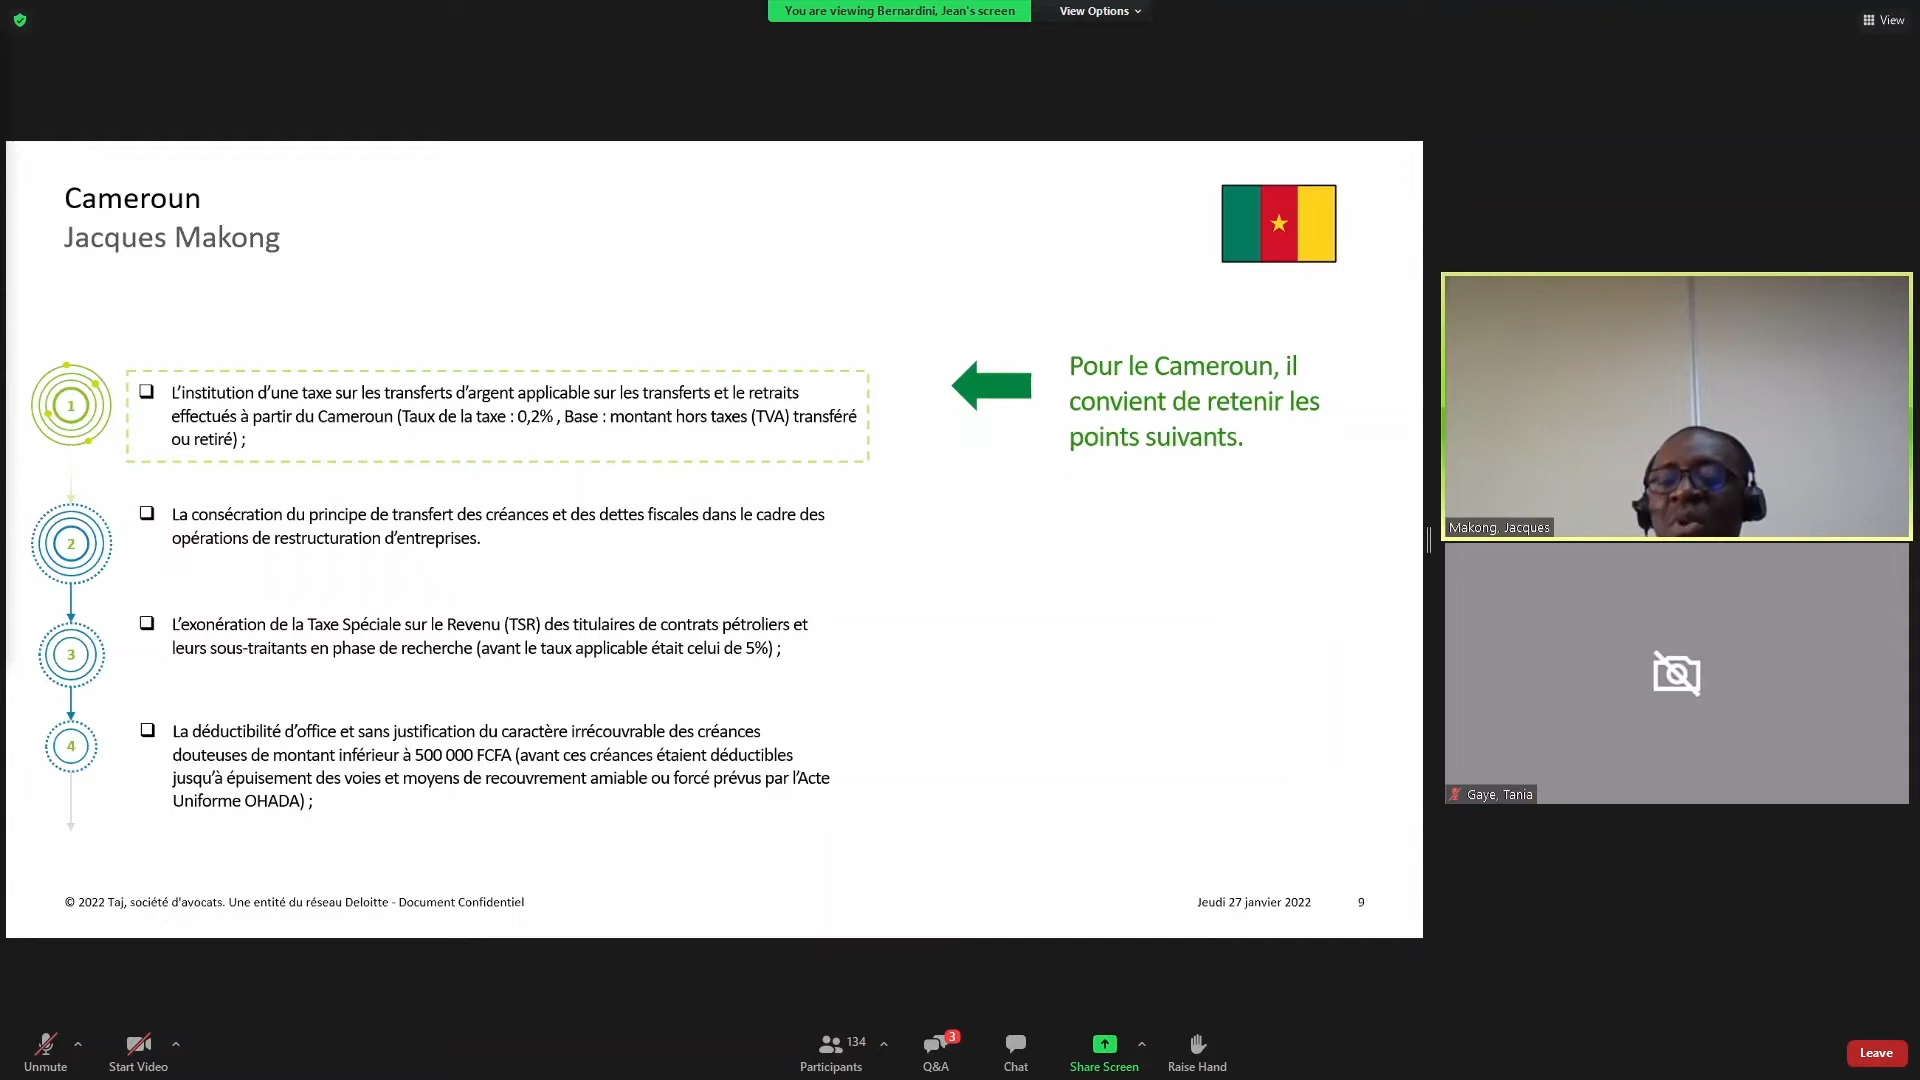 You are viewing Bernardini, Jean's screen
View Options
View
Cameroun
Jacques Makong
1
❑ L’institution d’une taxe sur les transferts d’argent applicable sur les transferts et le retraits
effectués à partir du Cameroun (Taux de la taxe : 0,2% , Base : montant hors taxes (TVA) transféré
ou retiré) ;
Pour le Cameroun, il
convient de retenir les
points suivants.
2
❑ La consécration du principe de transfert des créances et des dettes fiscales dans le cadre des
opérations de restructuration d’entreprises.
3
❑ L’exonération de la Taxe Spéciale sur le Revenu (TSR) des titulaires de contrats pétroliers et
leurs sous-traitants en phase de recherche (avant le taux applicable était celui de 5%) ;
4
❑ La déductibilité d’office et sans justification du caractère irrécouvrable des créances
douteuses de montant inférieur à 500 000 FCFA (avant ces créances étaient déductibles
jusqu’à épuisement des voies et moyens de recouvrement amiable ou forcé prévus par l’Acte
Uniforme OHADA) ;
© 2022 Taj, société d'avocats. Une entité du réseau Deloitte - Document Confidentiel
Jeudi 27 janvier 2022
9
Makong, Jacques
Gaye, Tania
Unmute
Start Video
134
Participants
3
Q&A
Chat
Share Screen
Raise Hand
Leave